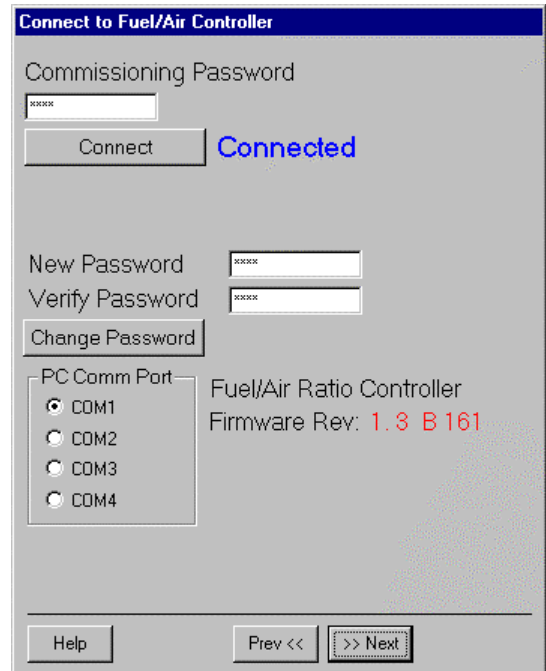 Connect to Fuel/Air Controller
Commissioning Password
****
Connect Connected
New Password ****
Verify Password ****
Change Password
PC Comm Port
COM1
COM2
COM3
COM4
Fuel/Air Ratio Controller
Firmware Rev: 1.3 B 161
Help Prev << >> Next